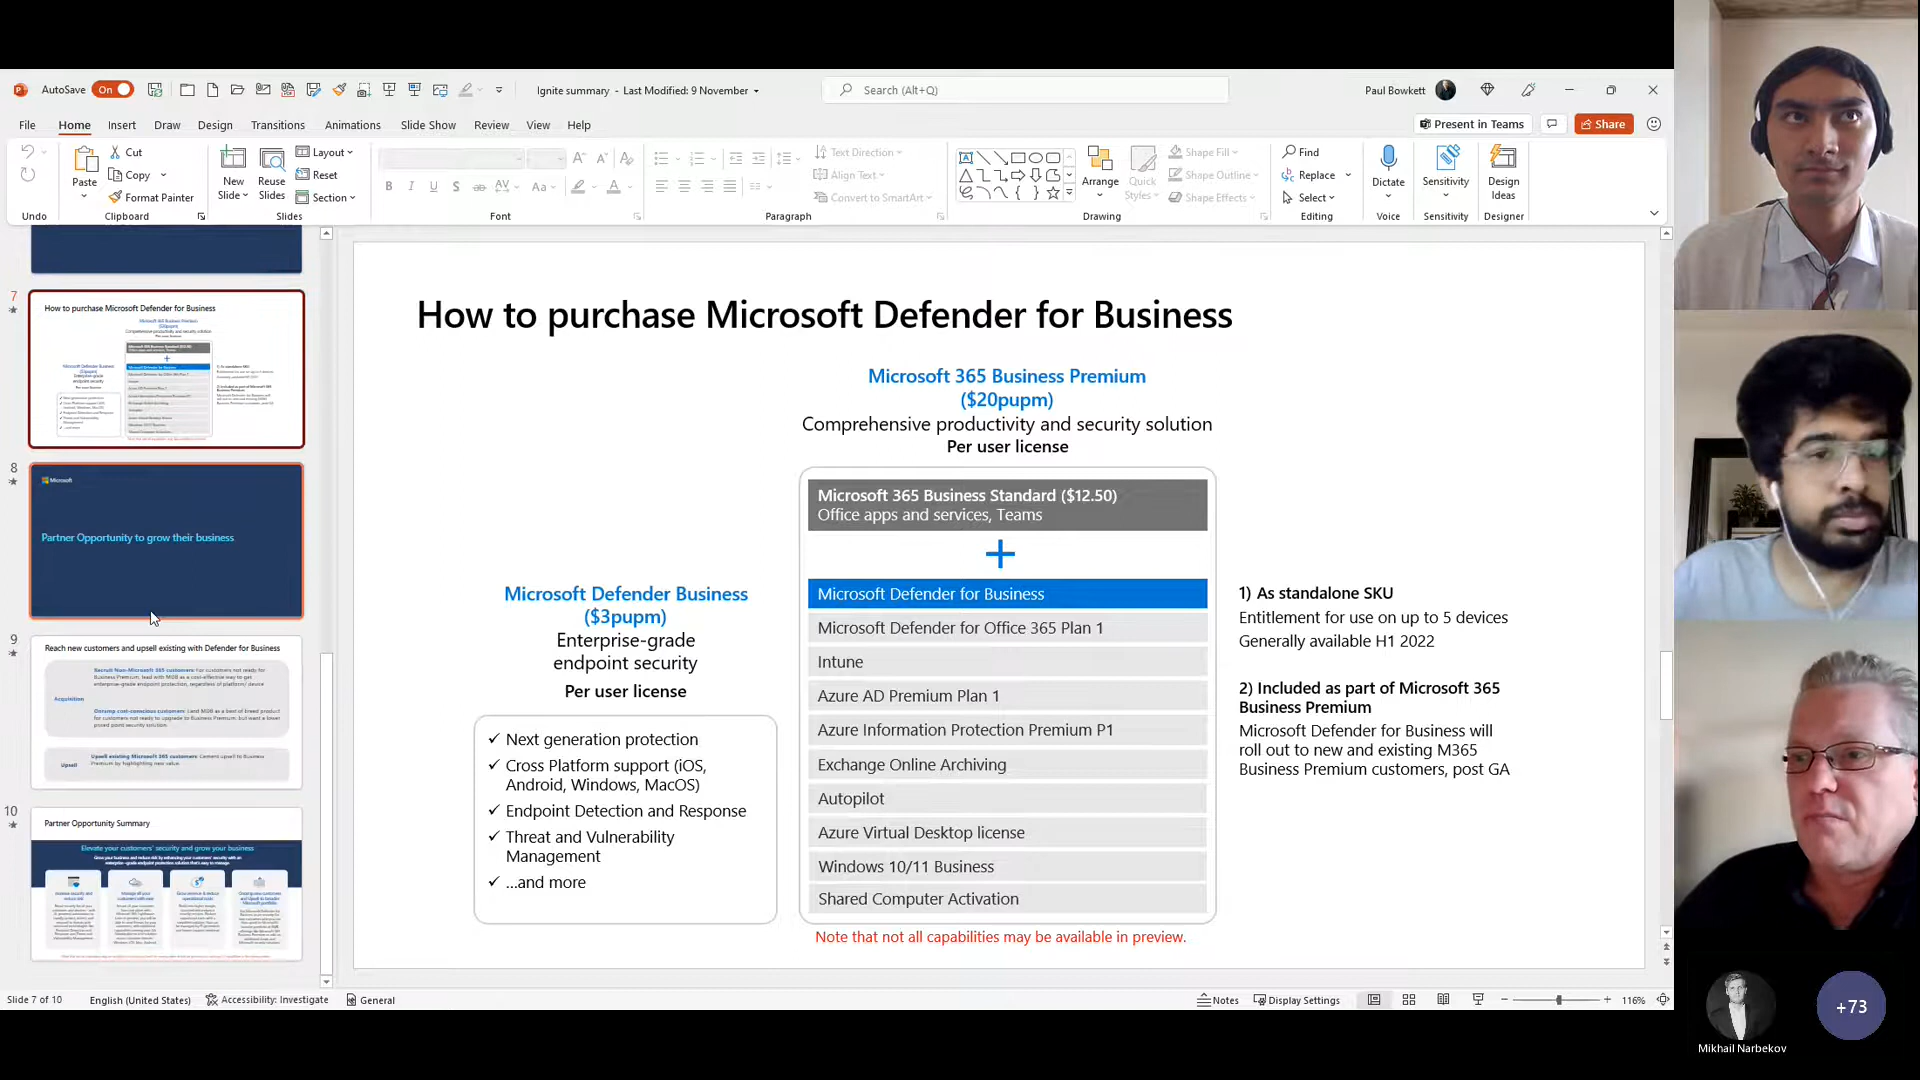 AutoSave On
Ignite summary - Last Modified: 9 November
Search (Alt+Q)
Paul Bowkett
File Home Insert Draw Design Transitions Animations Slide Show Review View Help
Present in Teams
Share
Undo
Paste
Cut
Copy
Format Painter
Clipboard
New Slide
Reuse Slides
Layout
Reset
Section
Slides
Font
Text Direction
Align Text
Convert to SmartArt
Paragraph
Arrange
Quick Styles
Shape Fill
Shape Outline
Shape Effects
Drawing
Find
Replace
Select
Editing
Dictate
Voice
Sensitivity
Sensitivity
Design Ideas
Designer
7
How to purchase Microsoft Defender for Business
8
Microsoft
Partner Opportunity to grow their business
9
Reach new customers and upsell existing with Defender for Business
Acquisition
Upsell
10
Partner Opportunity Summary
Elevate your customers' security and grow your business
How to purchase Microsoft Defender for Business
Microsoft 365 Business Premium
($20pupm)
Comprehensive productivity and security solution
Per user license
Microsoft 365 Business Standard ($12.50)
Office apps and services, Teams
+
Microsoft Defender for Business
Microsoft Defender for Office 365 Plan 1
Intune
Azure AD Premium Plan 1
Azure Information Protection Premium P1
Exchange Online Archiving
Autopilot
Azure Virtual Desktop license
Windows 10/11 Business
Shared Computer Activation
Note that not all capabilities may be available in preview.
Microsoft Defender Business
($3pupm)
Enterprise-grade
endpoint security
Per user license
✓ Next generation protection
✓ Cross Platform support (iOS,
Android, Windows, MacOS)
✓ Endpoint Detection and Response
✓ Threat and Vulnerability
Management
✓ ...and more
1) As standalone SKU
Entitlement for use on up to 5 devices
Generally available H1 2022
2) Included as part of Microsoft 365
Business Premium
Microsoft Defender for Business will
roll out to new and existing M365
Business Premium customers, post GA
Slide 7 of 10
English (United States)
Accessibility: Investigate
General
Notes
Display Settings
116%
Mikhail Narbekov
+73